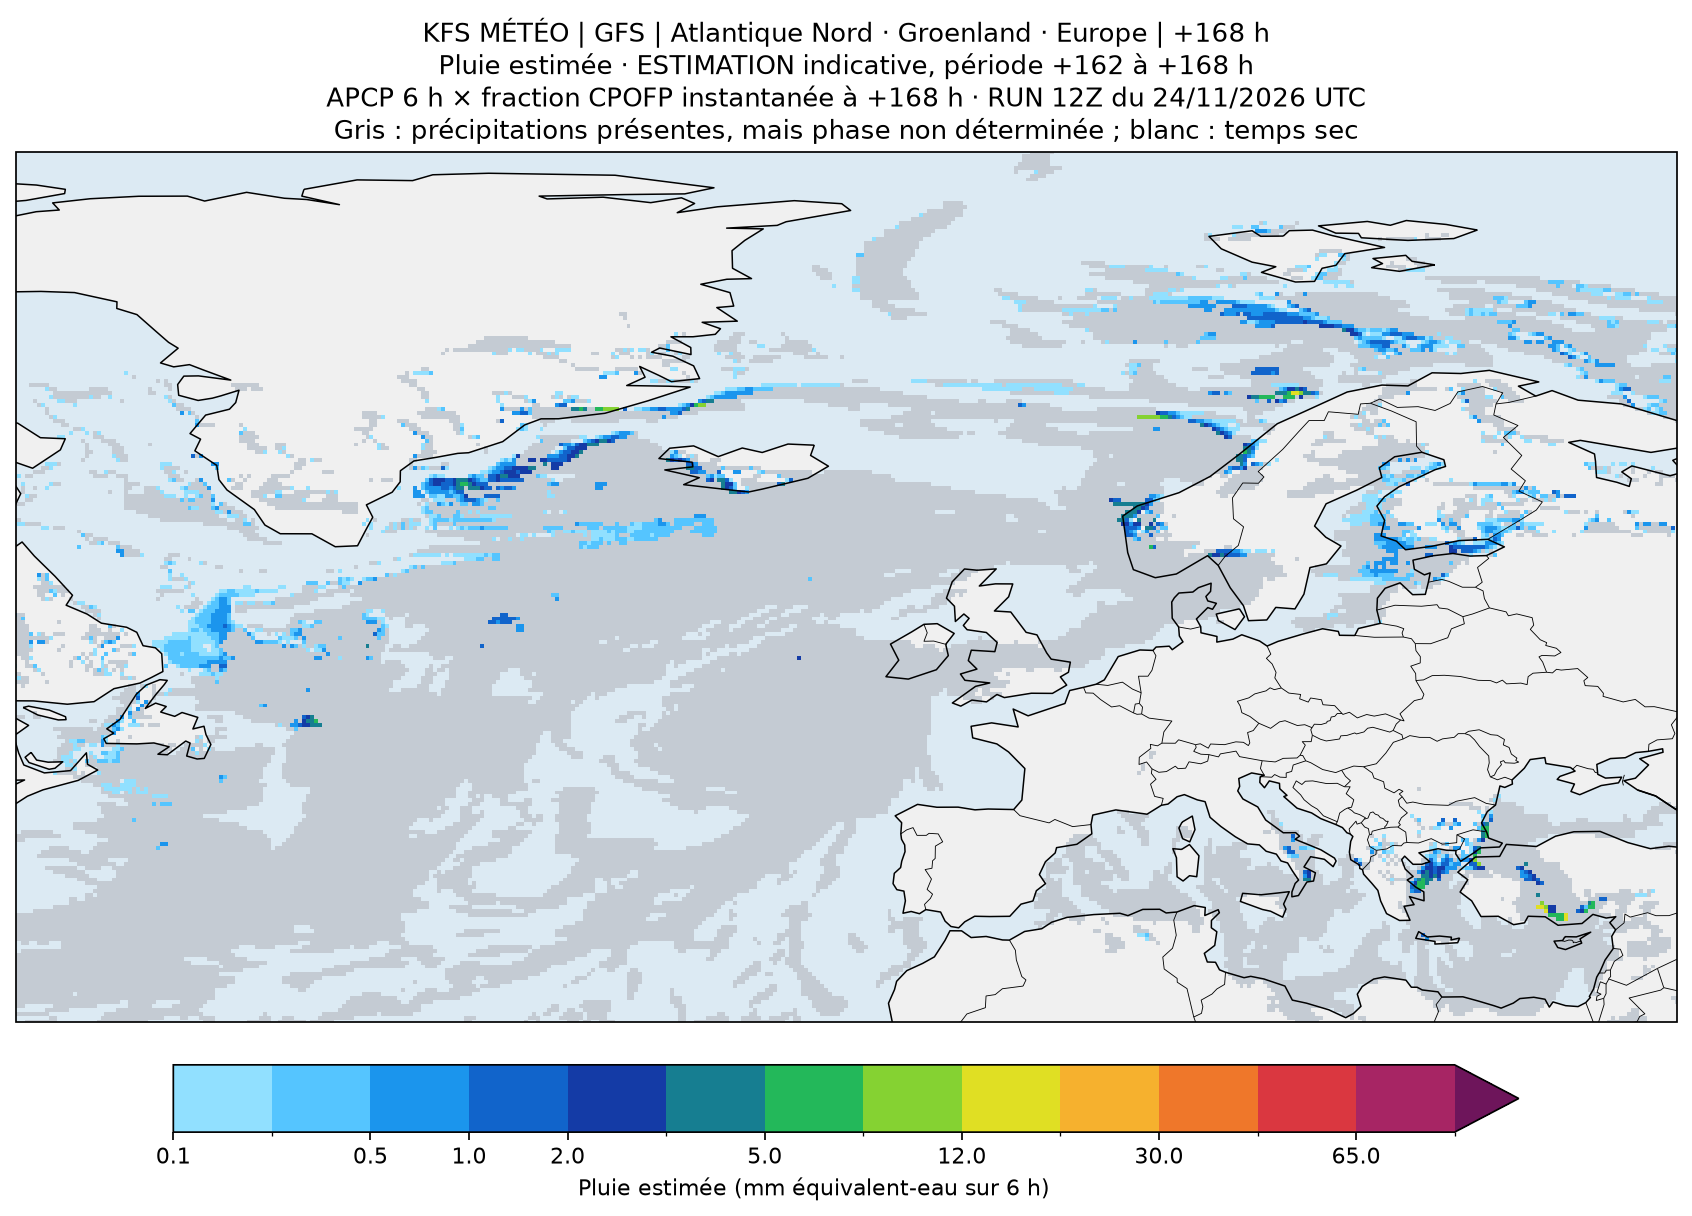 KFS MÉTÉO | GFS | Atlantique Nord · Groenland · Europe | +168 h
Pluie estimée · ESTIMATION indicative, période +162 à +168 h
APCP 6 h × fraction CPOFP instantanée à +168 h · RUN 12Z du 24/11/2026 UTC
Gris : précipitations présentes, mais phase non déterminée ; blanc : temps sec
0.1 0.5 1.0 2.0 5.0 12.0 30.0 65.0
Pluie estimée (mm équivalent-eau sur 6 h)